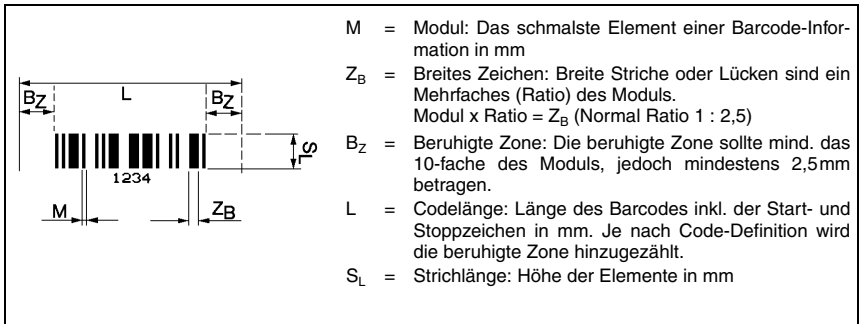 L
BZ
BZ
SL
1234
M
ZB
M = Modul: Das schmalste Element einer Barcode-Infor-
mation in mm
ZB = Breites Zeichen: Breite Striche oder Lücken sind ein
Mehrfaches (Ratio) des Moduls.
Modul x Ratio = ZB (Normal Ratio 1 : 2,5)
BZ = Beruhigte Zone: Die beruhigte Zone sollte mind. das
10-fache des Moduls, jedoch mindestens 2,5mm
betragen.
L = Codelänge: Länge des Barcodes inkl. der Start- und
Stoppzeichen in mm. Je nach Code-Definition wird
die beruhigte Zone hinzugezählt.
SL = Strichlänge: Höhe der Elemente in mm